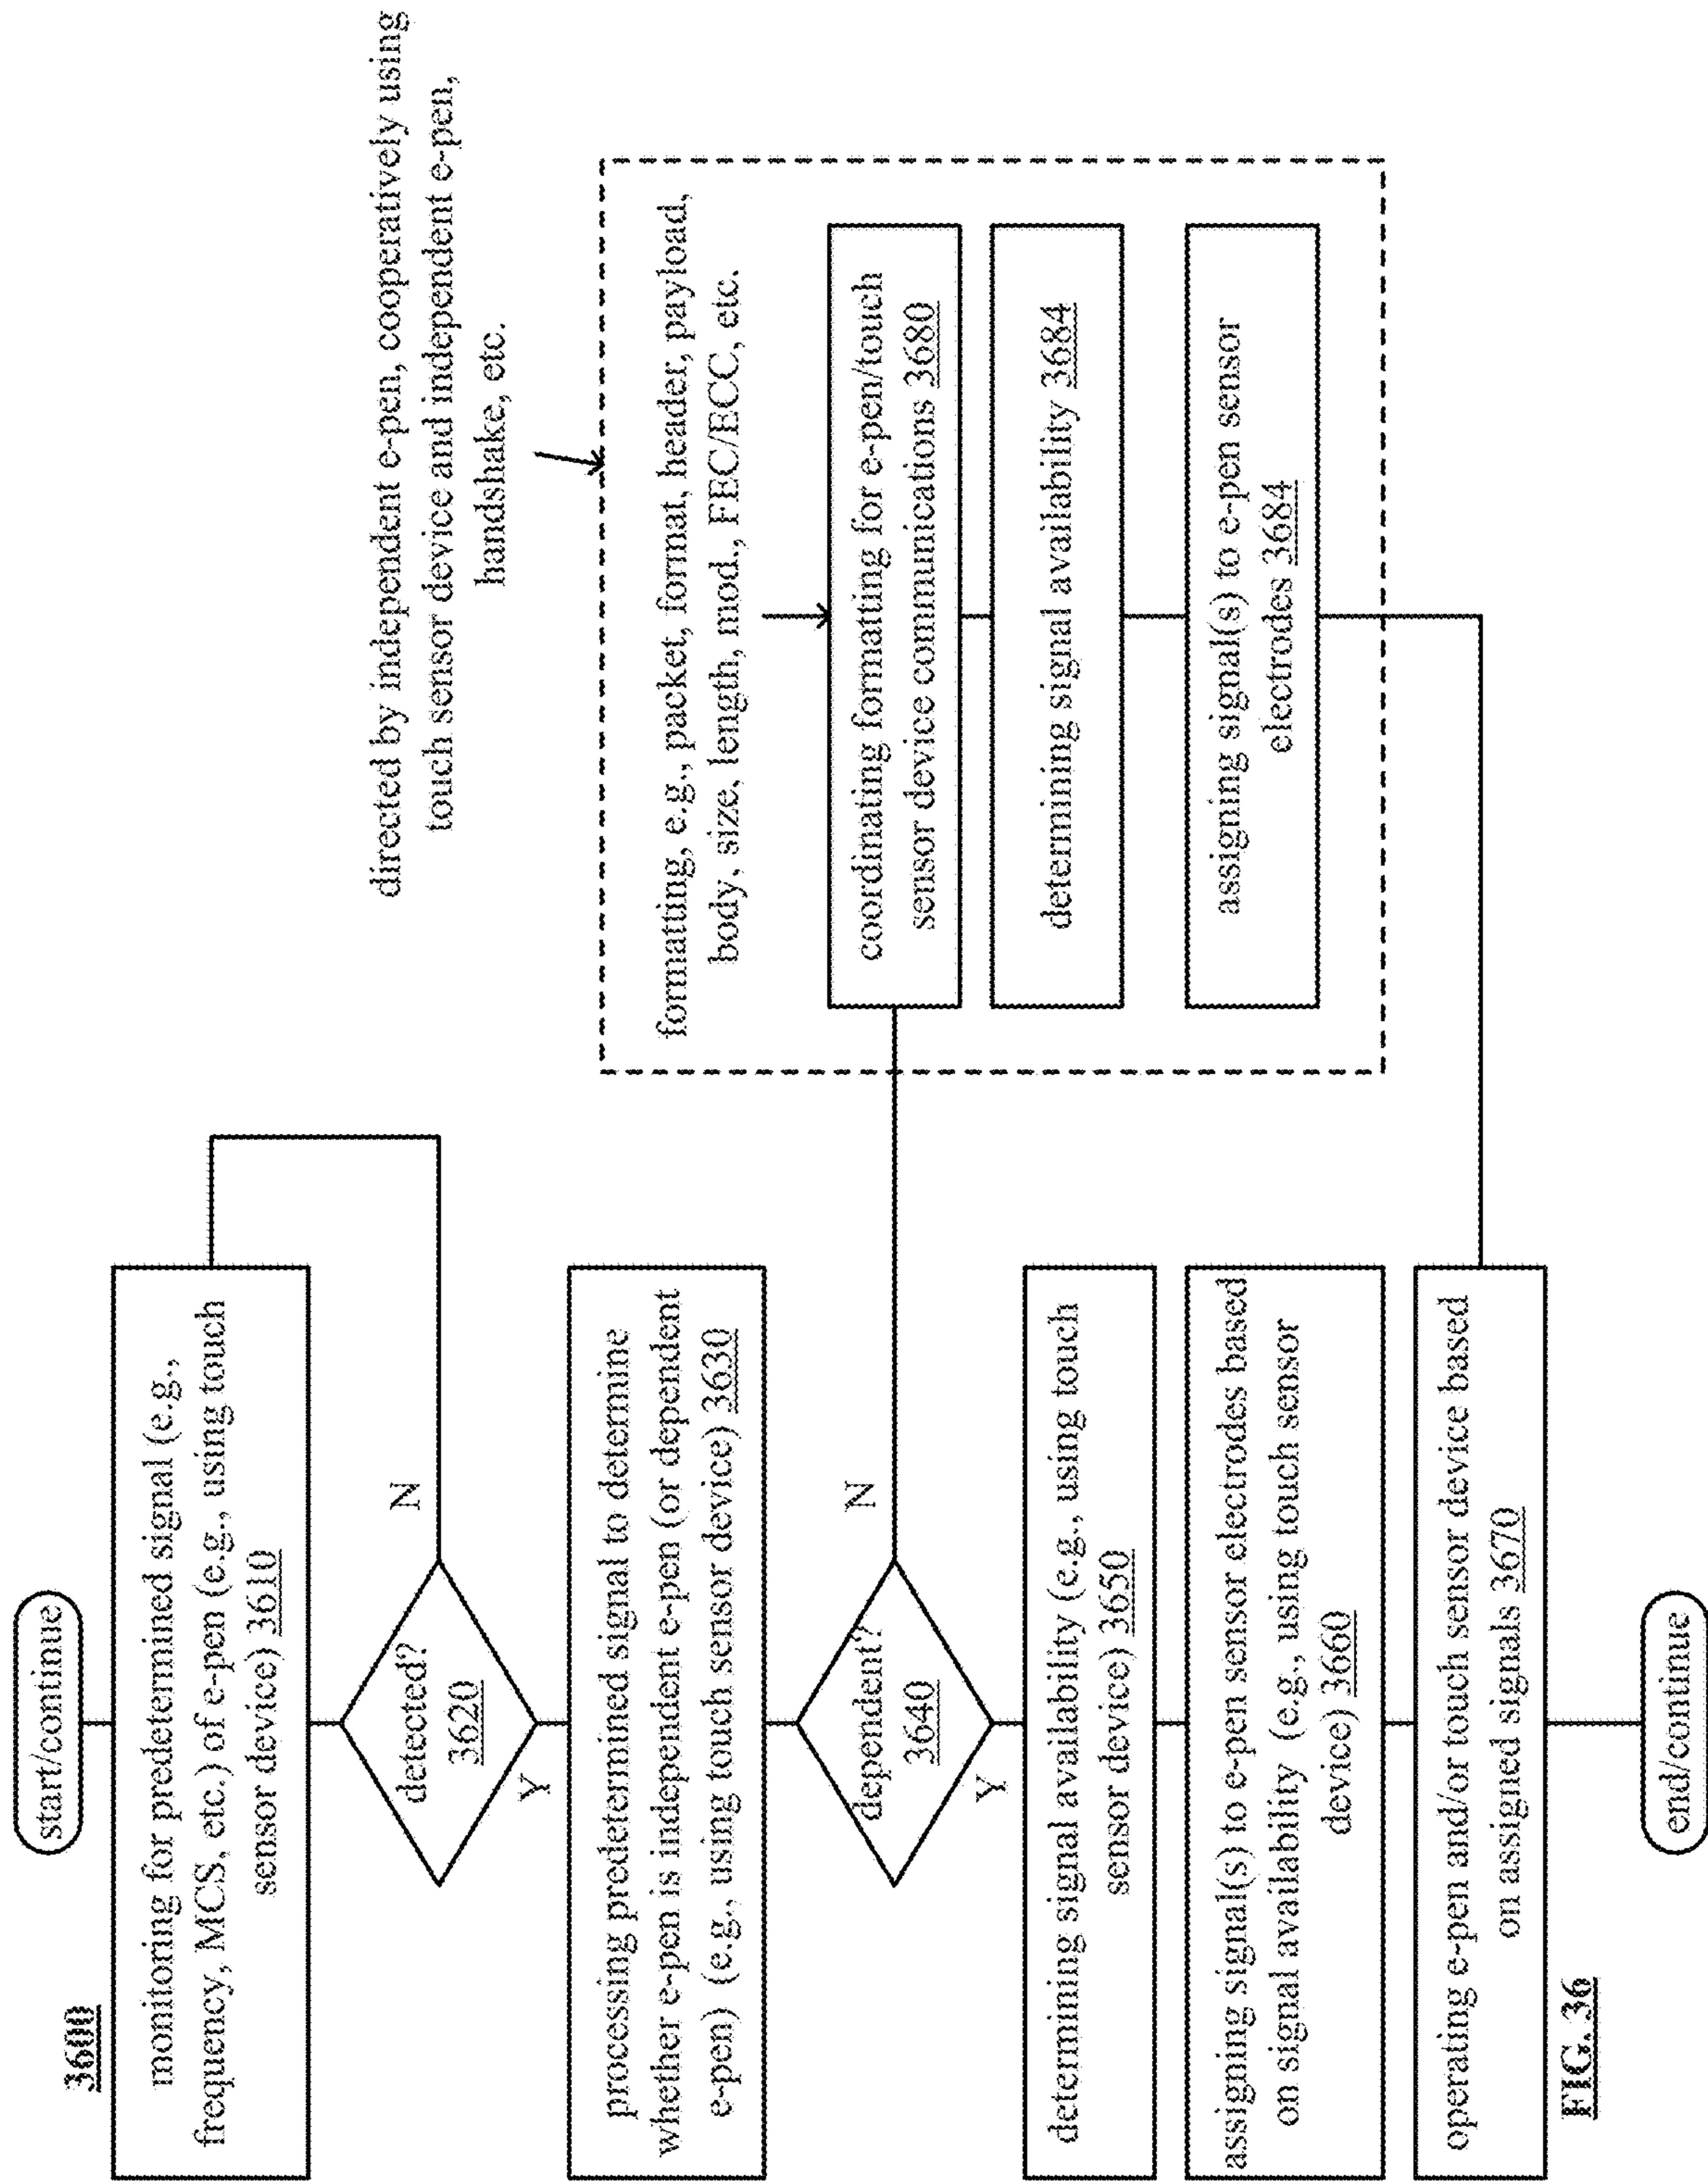 3600
start/continue
monitoring for predetermined signal (e.g.,
frequency, MCS, etc.) of e-pen (e.g., using touch
sensor device) 3610
detected?
3620
N
Y
processing predetermined signal to determine
whether e-pen is independent e-pen (or dependent
e-pen) (e.g., using touch sensor device) 3630
dependent?
3640
N
Y
determining signal availability (e.g., using touch
sensor device) 3650
assigning signal(s) to e-pen sensor electrodes based
on signal availability (e.g., using touch sensor
device) 3660
operating e-pen and/or touch sensor device based
on assigned signals 3670
end/continue
directed by independent e-pen, cooperatively using
touch sensor device and independent e-pen,
handshake, etc.
formatting, e.g., packet, format, header, payload,
body, size, length, mod., FEC/ECC, etc.
coordinating formatting for e-pen/touch
sensor device communications 3680
determining signal availability 3684
assigning signal(s) to e-pen sensor
electrodes 3684
FIG. 36